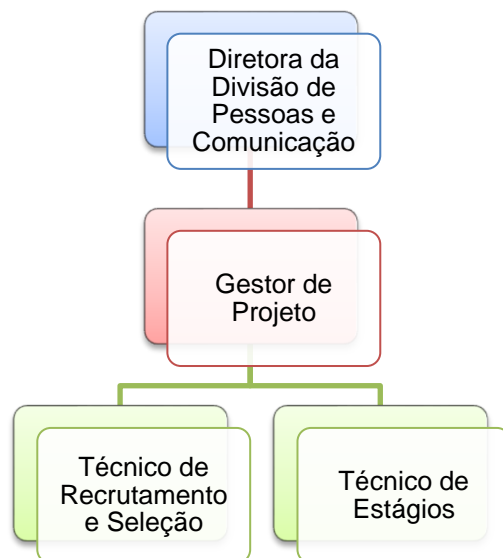 Diretora da
Divisão de
Pessoas e
Comunicação
Gestor de
Projeto
Técnico de
Recrutamento
e Seleção
Técnico de
Estágios